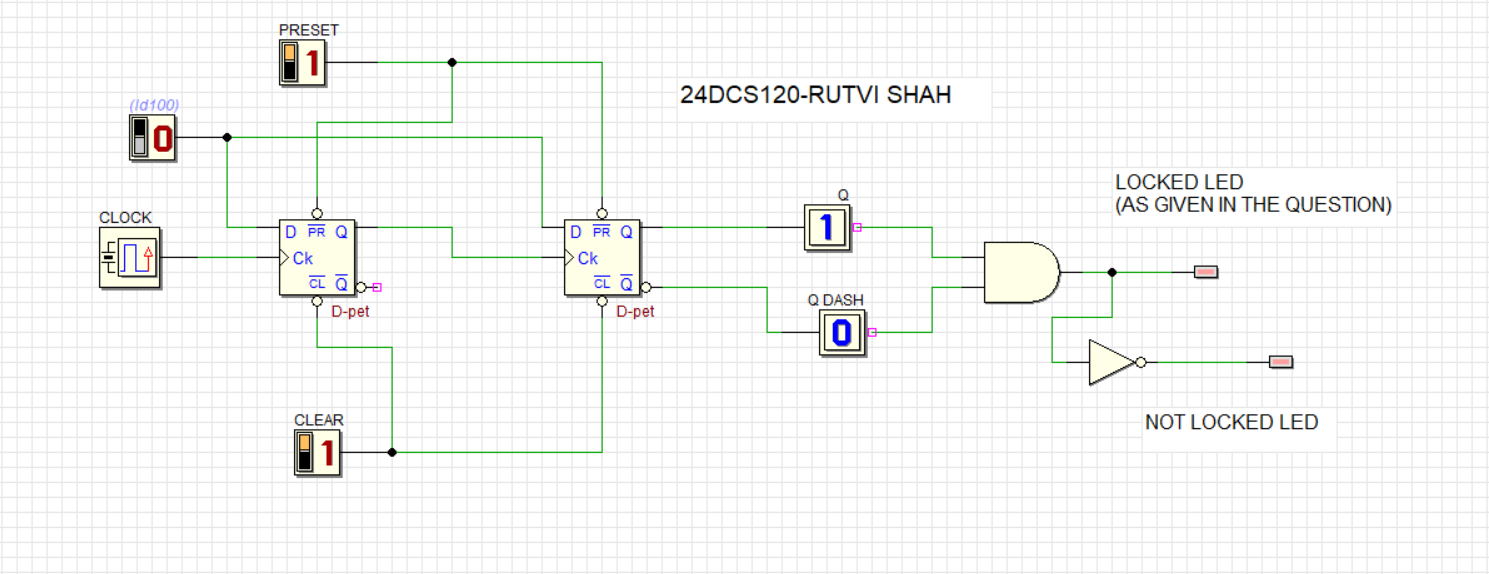 PRESET
1
24DCS120-RUTVI SHAH
(Id100)
0
LOCKED LED
(AS GIVEN IN THE QUESTION)
CLOCK
Q
1
D PR Q
Ck
CL Q
D-pet
D PR Q
Ck
CL Q
D-pet
Q DASH
0
NOT LOCKED LED
CLEAR
1